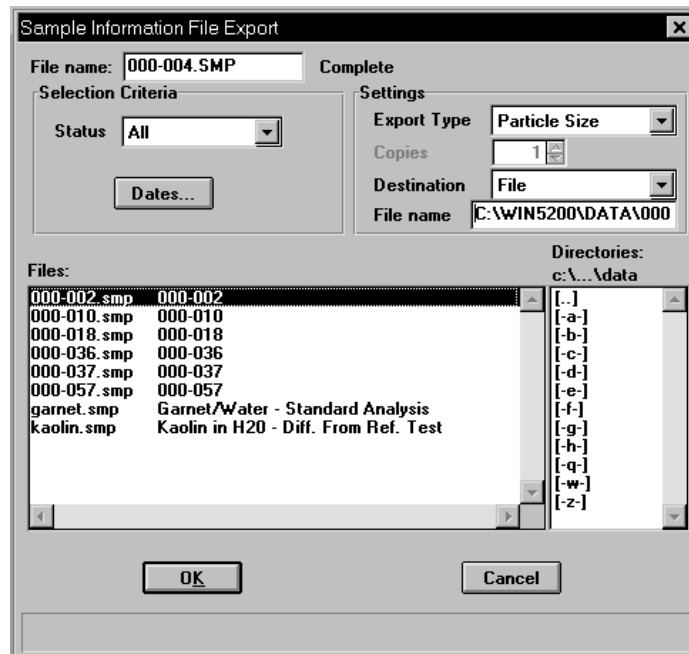 Sample Information File Export
File name: 000-004.SMP Complete
Selection Criteria
Status All
Dates...
Settings
Export Type Particle Size
Copies 1
Destination File
File name C:\WIN5200\DATA\000
Files:
000-002.smp 000-002
000-010.smp 000-010
000-018.smp 000-018
000-036.smp 000-036
000-037.smp 000-037
000-057.smp 000-057
garnet.smp Garnet/Water - Standard Analysis
kaolin.smp Kaolin in H20 - Diff. From Ref. Test
Directories:
c:\...\data
[..]
[-a-]
[-b-]
[-c-]
[-d-]
[-e-]
[-f-]
[-g-]
[-h-]
[-q-]
[-w-]
[-z-]
OK Cancel